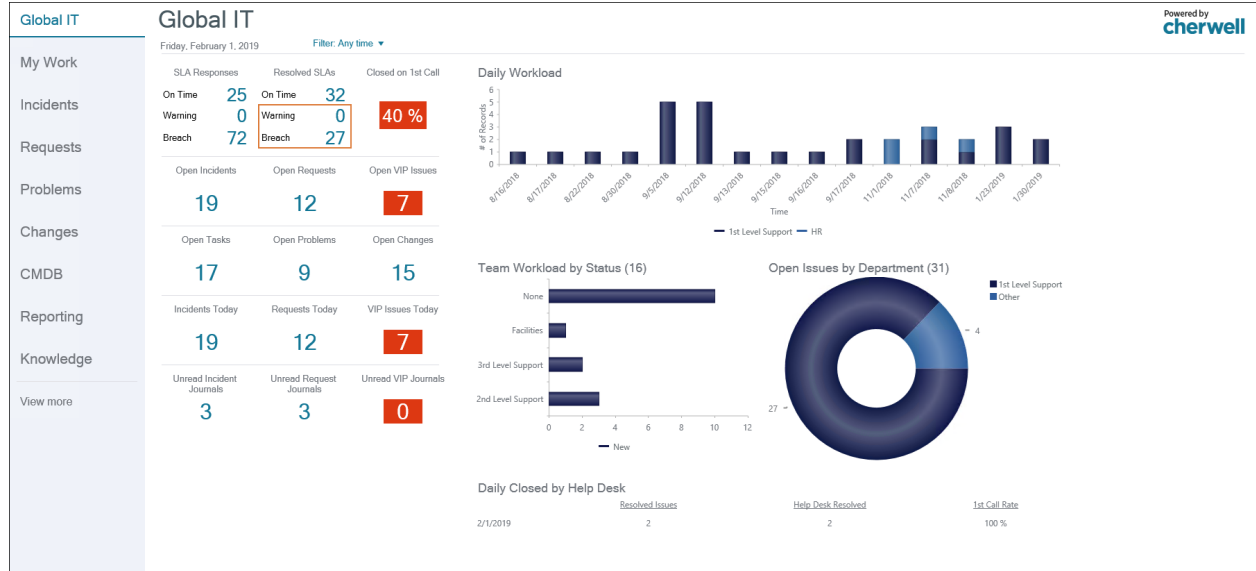 Global IT
My Work
Incidents
Requests
Problems
Changes
CMDB
Reporting
Knowledge
View more
Global IT
Friday, February 1, 2019
Filter: Any time
Powered by
cherwell
SLA Responses
On Time 25
Warning 0
Breach 72
Resolved SLAs
On Time 32
Warning 0
Breach 27
Closed on 1st Call
40 %
Open Incidents
19
Open Requests
12
Open VIP Issues
7
Open Tasks
17
Open Problems
9
Open Changes
15
Incidents Today
19
Requests Today
12
VIP Issues Today
7
Unread Incident
Journals
3
Unread Request
Journals
3
Unread VIP Journals
0
Daily Workload
# of Records
6
5
4
3
2
1
0
8/16/2018
8/17/2018
8/22/2018
8/30/2018
9/5/2018
9/12/2018
9/13/2018
9/15/2018
9/16/2018
9/17/2018
11/1/2018
11/7/2018
11/8/2018
1/23/2019
1/30/2019
Time
1st Level Support HR
Team Workload by Status (16)
None
Facilities
3rd Level Support
2nd Level Support
0 2 4 6 8 10 12
New
Open Issues by Department (31)
1st Level Support
Other
4
27
Daily Closed by Help Desk
Resolved Issues Help Desk Resolved 1st Call Rate
2/1/2019 2 2 100 %